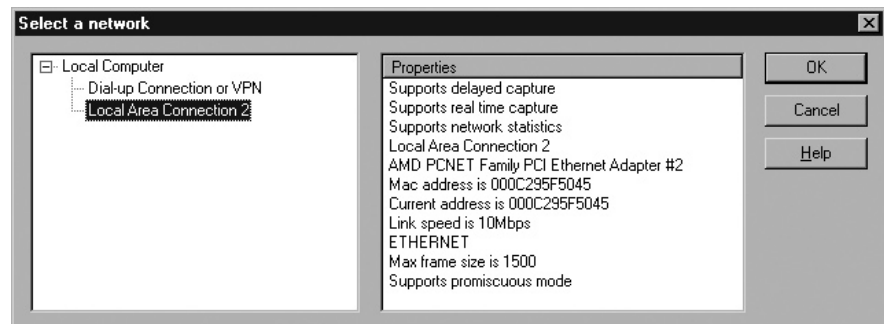 Select a network
Local Computer
Dial-up Connection or VPN
Local Area Connection 2
Properties
Supports delayed capture
Supports real time capture
Supports network statistics
Local Area Connection 2
AMD PCNET Family PCI Ethernet Adapter #2
Mac address is 000C295F5045
Current address is 000C295F5045
Link speed is 10Mbps
ETHERNET
Max frame size is 1500
Supports promiscuous mode
OK
Cancel
Help